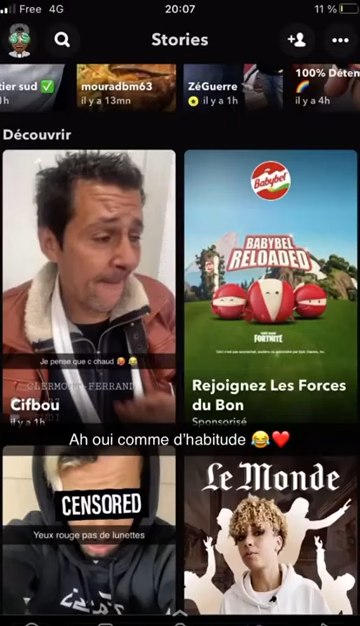 Free 4G
20:07
11 %
Stories
tier sud ✅
1h
mouradbm63
il y a 13mn
ZéGuerre
il y a 1h
100% Déten
🌈
il y a 4h
Découvrir
Je pense que c chaud 🥵 😂
CLERMONT-FERRAND
Cifbou
il y a 1h
Babybel
BABYBEL
RELOADED
FORTNITE
Rejoignez Les Forces
du Bon
Sponsorisé
Ah oui comme d'habitude 😂❤️
CENSORED
Yeux rouge pas de lunettes
Le Monde